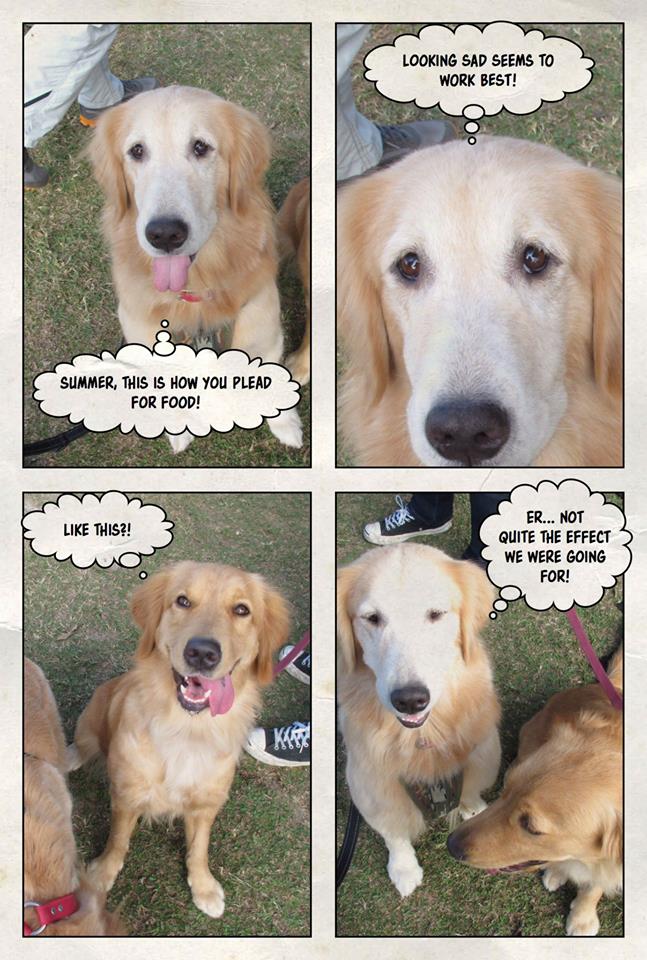 SUMMER, THIS IS HOW YOU PLEAD
FOR FOOD!
LOOKING SAD SEEMS TO
WORK BEST!
LIKE THIS?!
ER... NOT
QUITE THE EFFECT
WE WERE GOING
FOR!